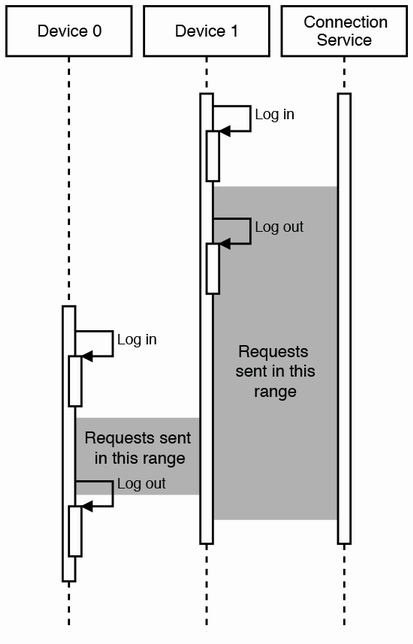 Device 0
Device 1
Connection
Service
Log in
Log out
Log in
Requests
sent in this
range
Requests sent
in this range
Log out